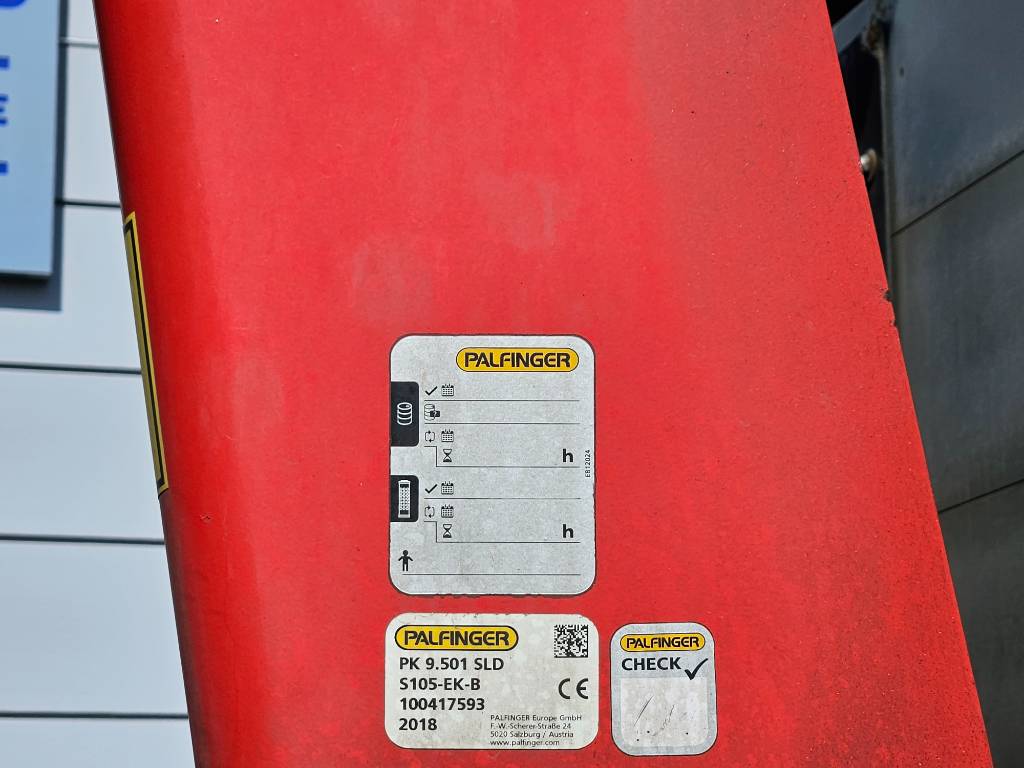 E
PALFINGER
h
EB12024
h
PALFINGER
PK 9.501 SLD
S105-EK-B
100417593
2018
PALFINGER Europe GmbH
F.-W.-Scherer-Straße 24
5020 Salzburg / Austria
www.palfinger.com
PALFINGER
CHECK